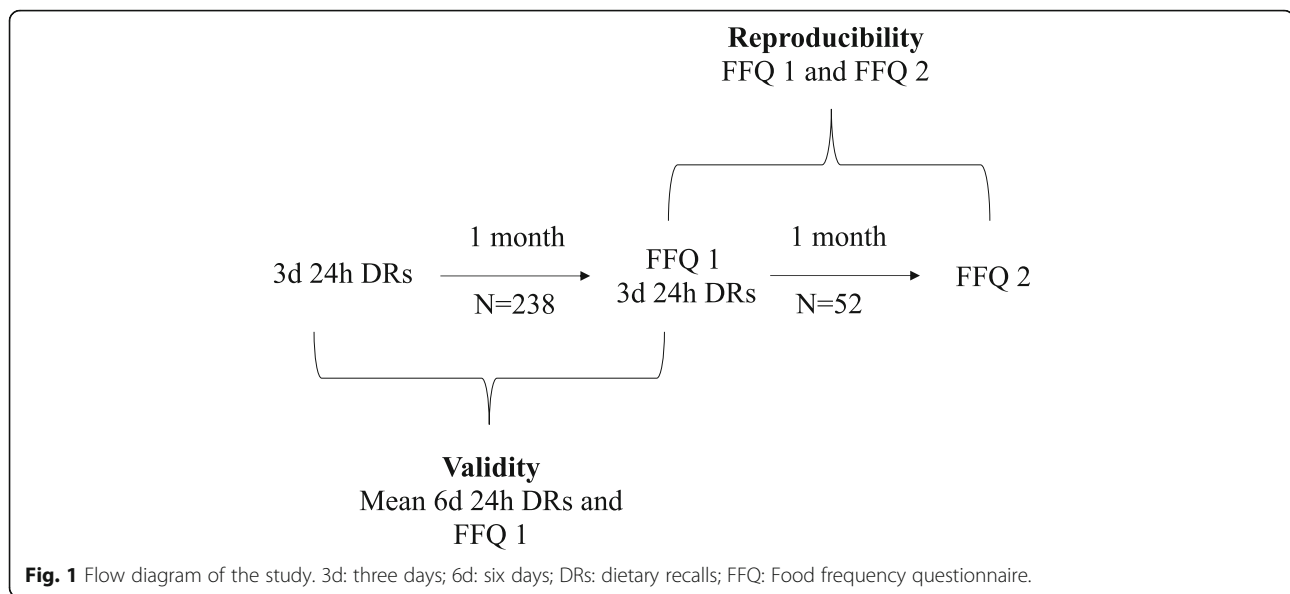 Reproducibility
FFQ 1 and FFQ 2
3d 24h DRs
1 month
N=238
FFQ 1
3d 24h DRs
1 month
N=52
FFQ 2
Validity
Mean 6d 24h DRs and
FFQ 1
Fig. 1 Flow diagram of the study. 3d: three days; 6d: six days; DRs: dietary recalls; FFQ: Food frequency questionnaire.